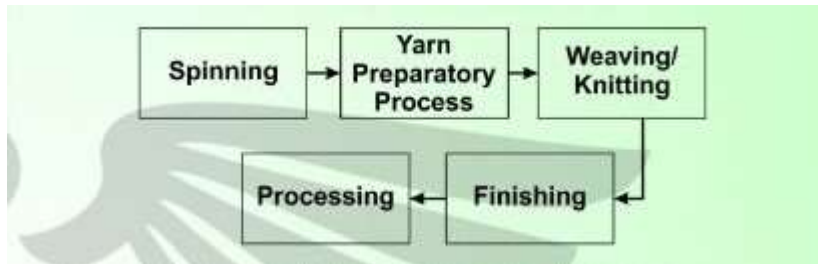 Spinning
Yarn
Preparatory
Process
Weaving/
Knitting
Finishing
Processing